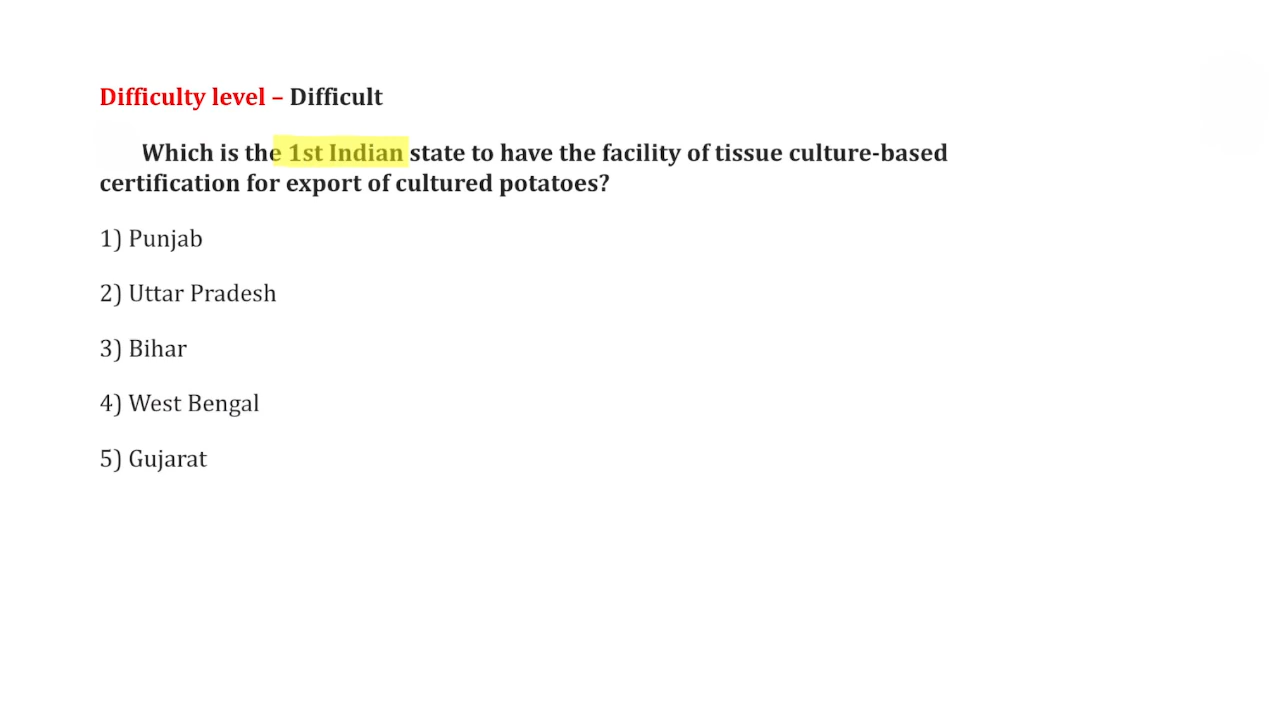 Difficulty level – Difficult
Which is the 1st Indian state to have the facility of tissue culture-based
certification for export of cultured potatoes?
1) Punjab
2) Uttar Pradesh
3) Bihar
4) West Bengal
5) Gujarat